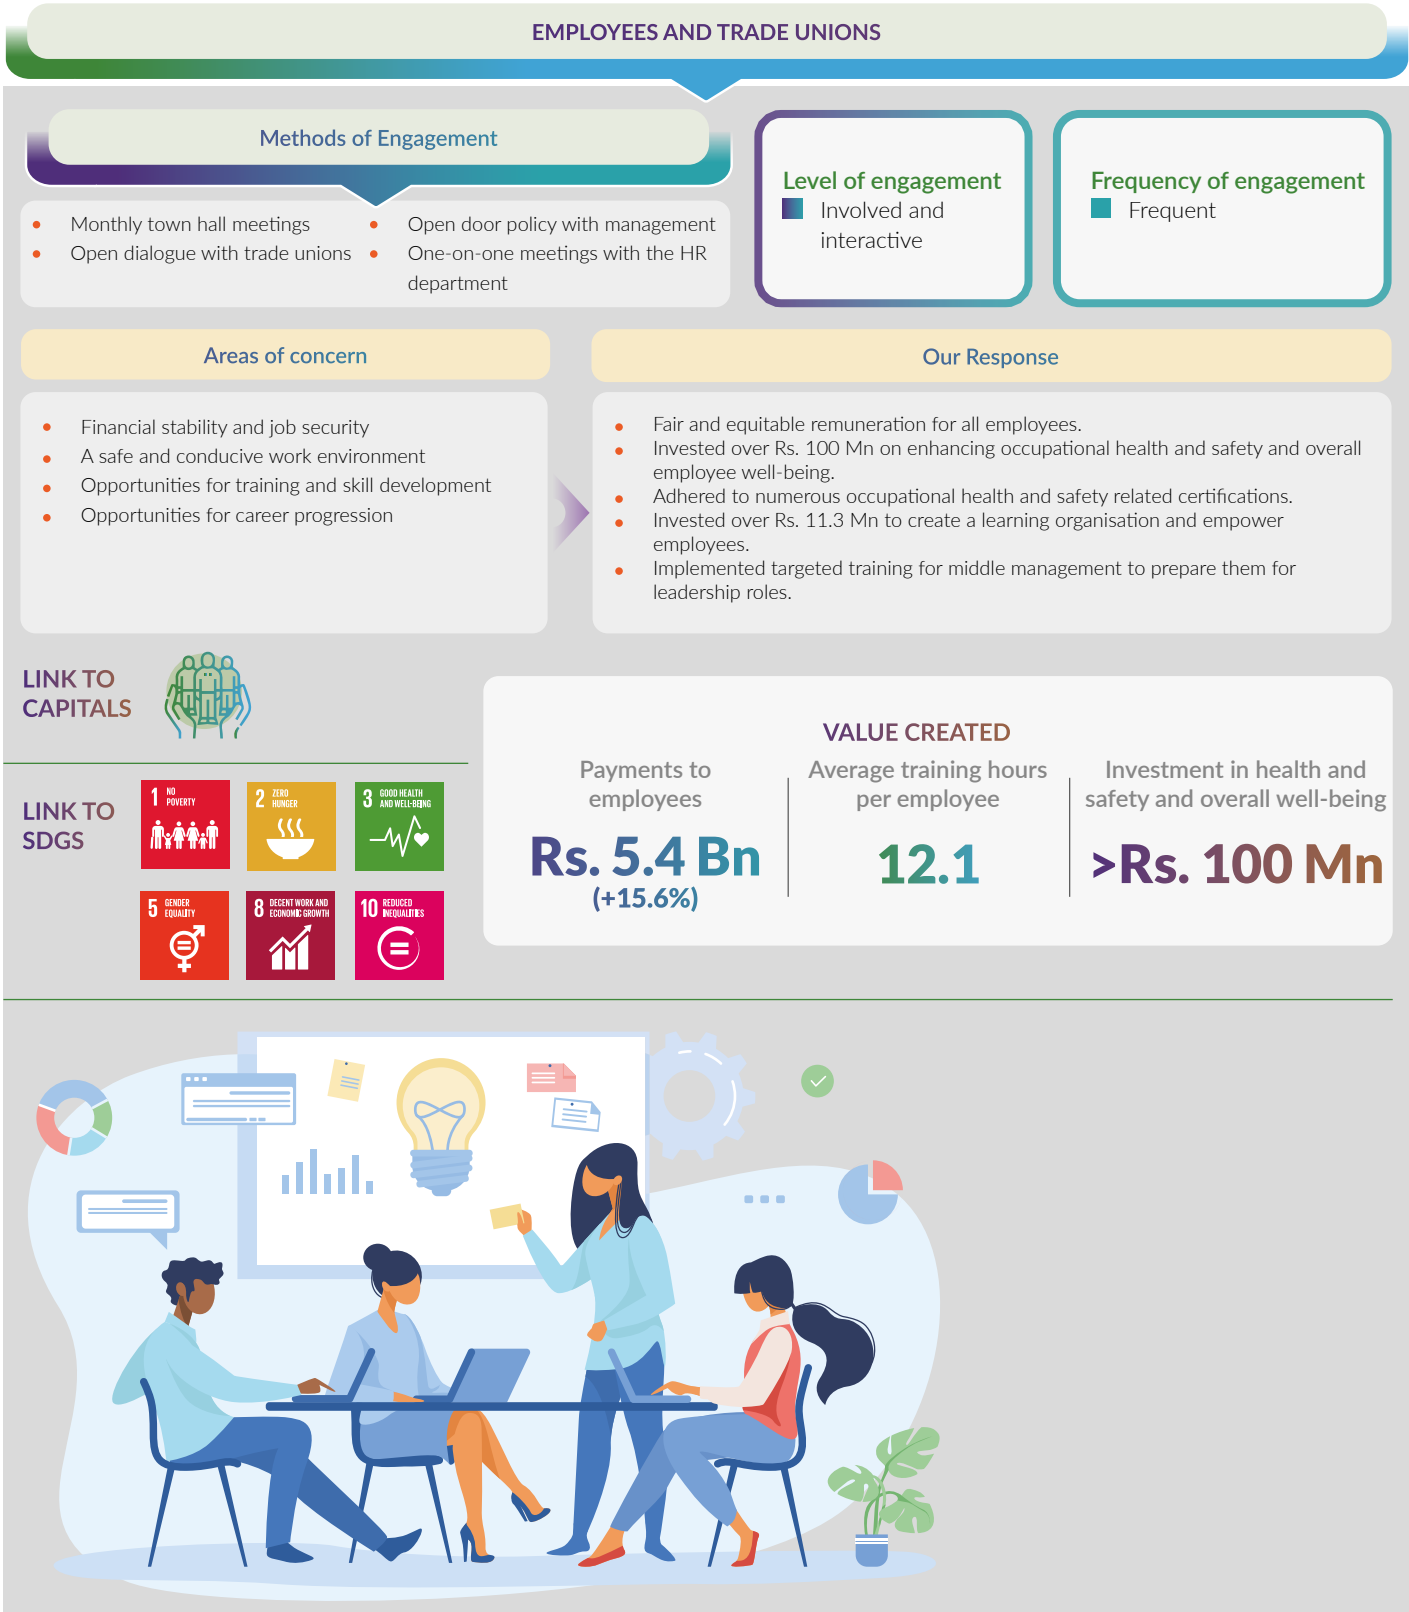 EMPLOYEES AND TRADE UNIONS
Methods of Engagement
• Monthly town hall meetings
• Open dialogue with trade unions
• Open door policy with management
• One-on-one meetings with the HR
department
Level of engagement
Involved and
interactive
Frequency of engagement
Frequent
Areas of concern
• Financial stability and job security
• A safe and conducive work environment
• Opportunities for training and skill development
• Opportunities for career progression
Our Response
• Fair and equitable remuneration for all employees.
• Invested over Rs. 100 Mn on enhancing occupational health and safety and overall
employee well-being.
• Adhered to numerous occupational health and safety related certifications.
• Invested over Rs. 11.3 Mn to create a learning organisation and empower
employees.
• Implemented targeted training for middle management to prepare them for
leadership roles.
LINK TO
CAPITALS
LINK TO
SDGS
1 NO
POVERTY
2 ZERO
HUNGER
3 GOOD HEALTH
AND WELL-BEING
5 GENDER
EQUALITY
8 DECENT WORK AND
ECONOMIC GROWTH
10 REDUCED
INEQUALITIES
VALUE CREATED
Payments to
employees
Rs. 5.4 Bn
(+15.6%)
Average training hours
per employee
12.1
Investment in health and
safety and overall well-being
>Rs. 100 Mn